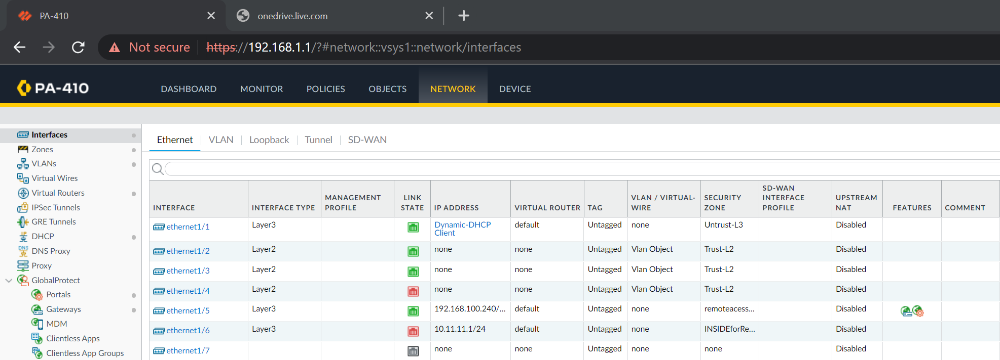 PA-410
onedrive.live.com
Not secure https://192.168.1.1/?#network::vsys1::network/interfaces
PA-410 DASHBOARD MONITOR POLICIES OBJECTS NETWORK DEVICE
Interfaces
Zones
VLANs
Virtual Wires
Virtual Routers
IPSec Tunnels
GRE Tunnels
DHCP
DNS DNS Proxy
Proxy
GlobalProtect
Portals
Gateways
MDM
Clientless Apps
Clientless App Groups
Ethernet VLAN Loopback Tunnel SD-WAN
INTERFACE INTERFACE TYPE MANAGEMENT PROFILE LINK STATE IP ADDRESS VIRTUAL ROUTER TAG VLAN / VIRTUAL-WIRE SECURITY ZONE SD-WAN INTERFACE PROFILE UPSTREAM NAT FEATURES COMMENT
ethernet1/1 Layer3 Dynamic-DHCP Client default Untagged none Untrust-L3 Disabled
ethernet1/2 Layer2 none none Untagged Vlan Object Trust-L2 Disabled
ethernet1/3 Layer2 none none Untagged Vlan Object Trust-L2 Disabled
ethernet1/4 Layer2 none none Untagged Vlan Object Trust-L2 Disabled
ethernet1/5 Layer3 192.168.100.240/... default Untagged none remoteacess... Disabled
ethernet1/6 Layer3 10.11.11.1/24 default Untagged none INSIDEforRe... Disabled
ethernet1/7 none none Untagged none none Disabled